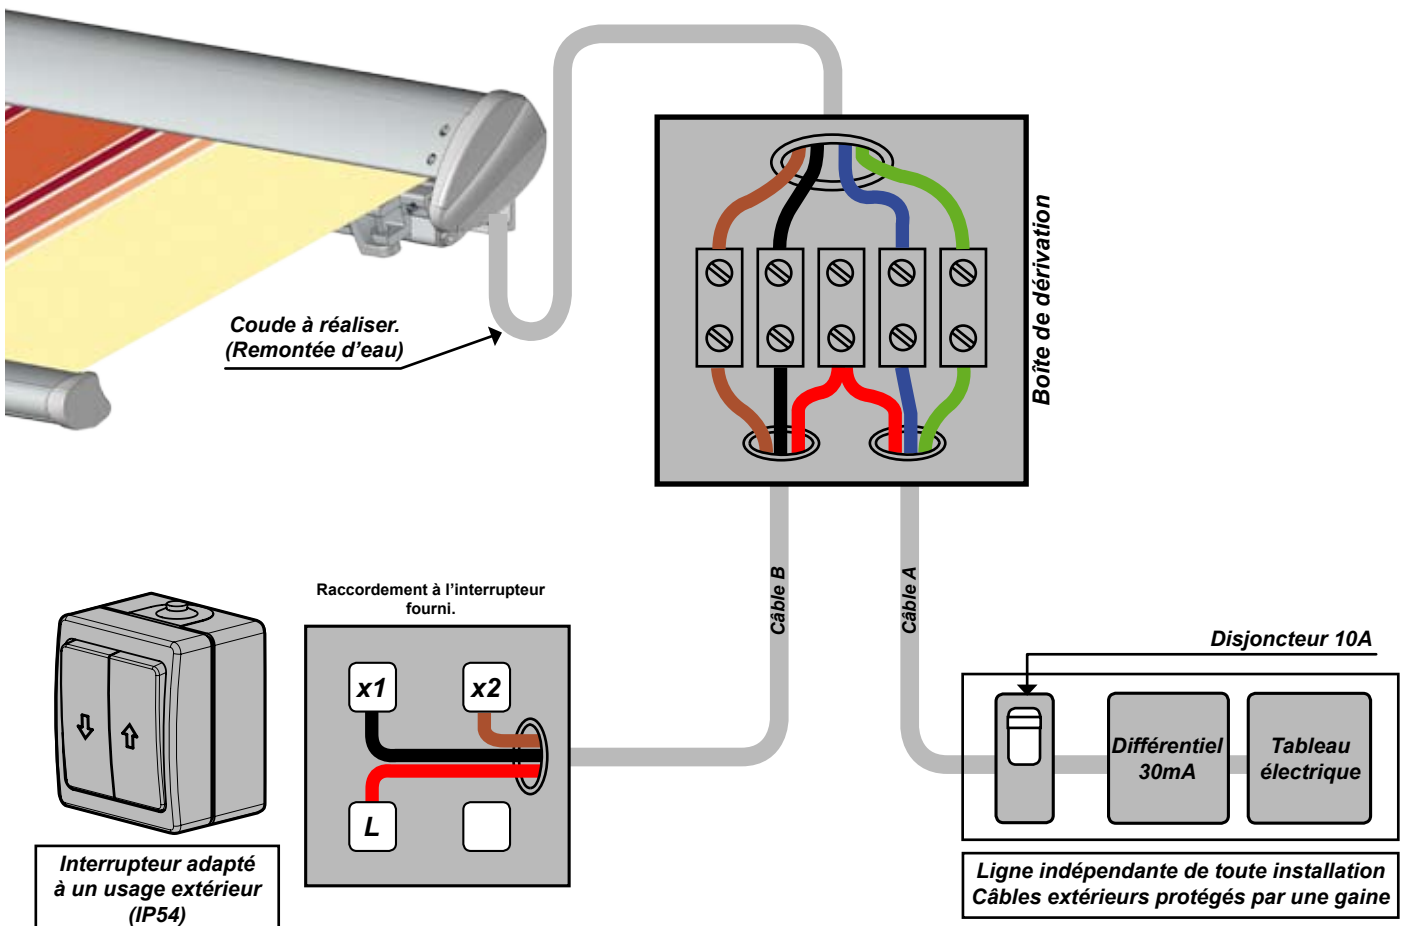 Coude à réaliser.
(Remontée d'eau)
Boîte de dérivation
Câble B
Câble A
Raccordement à l'interrupteur
fourni.
x1
x2
L
Interrupteur adapté
à un usage extérieur
(IP54)
Disjoncteur 10A
Différentiel
30mA
Tableau
électrique
Ligne indépendante de toute installation
Câbles extérieurs protégés par une gaine